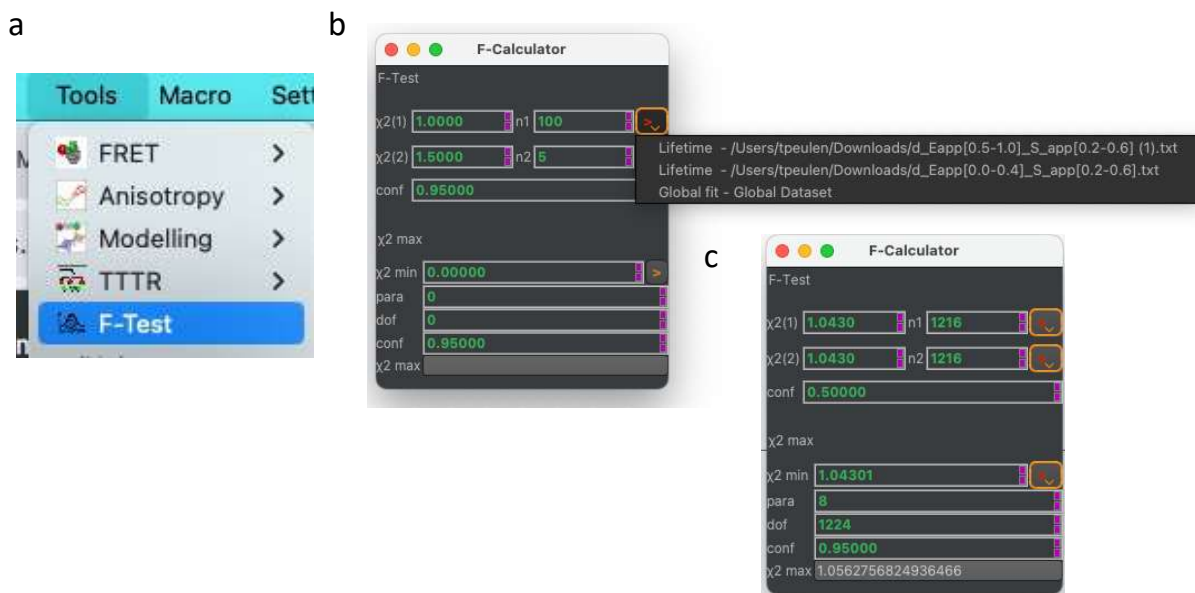 a
Tools Macro Sett
FRET >
Anisotropy >
Modelling >
TTTR >
F-Test
b
F-Calculator
F-Test
χ2(1) 1.0000 n1 100 >
χ2(2) 1.5000 n2 5
conf 0.95000
χ2 max
χ2 min 0.00000 >
para 0
dof 0
conf 0.95000
χ2 max
Lifetime - /Users/tpeulen/Downloads/d_Eapp[0.5-1.0]_S_app[0.2-0.6] (1).txt
Lifetime - /Users/tpeulen/Downloads/d_Eapp[0.0-0.4]_S_app[0.2-0.6].txt
Global fit - Global Dataset
c
F-Calculator
F-Test
χ2(1) 1.0430 n1 1216
χ2(2) 1.0430 n2 1216
conf 0.50000
χ2 max
χ2 min 1.04301
para 8
dof 1224
conf 0.95000
χ2 max 1.0562756824936466